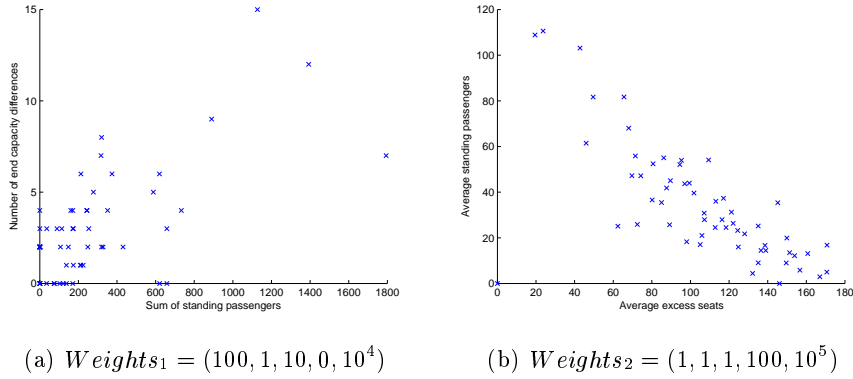 15
10
5
0
0 200 400 600 800 1000 1200 1400 1600 1800
Number of end capacity differences
Sum of standing passengers
(a) Weights₁ = (100, 1, 10, 0, 10⁴)
120
100
80
60
40
20
0
0 20 40 60 80 100 120 140 160 180
Average standing passengers
Average excess seats
(b) Weights₂ = (1, 1, 1, 100, 10⁵)